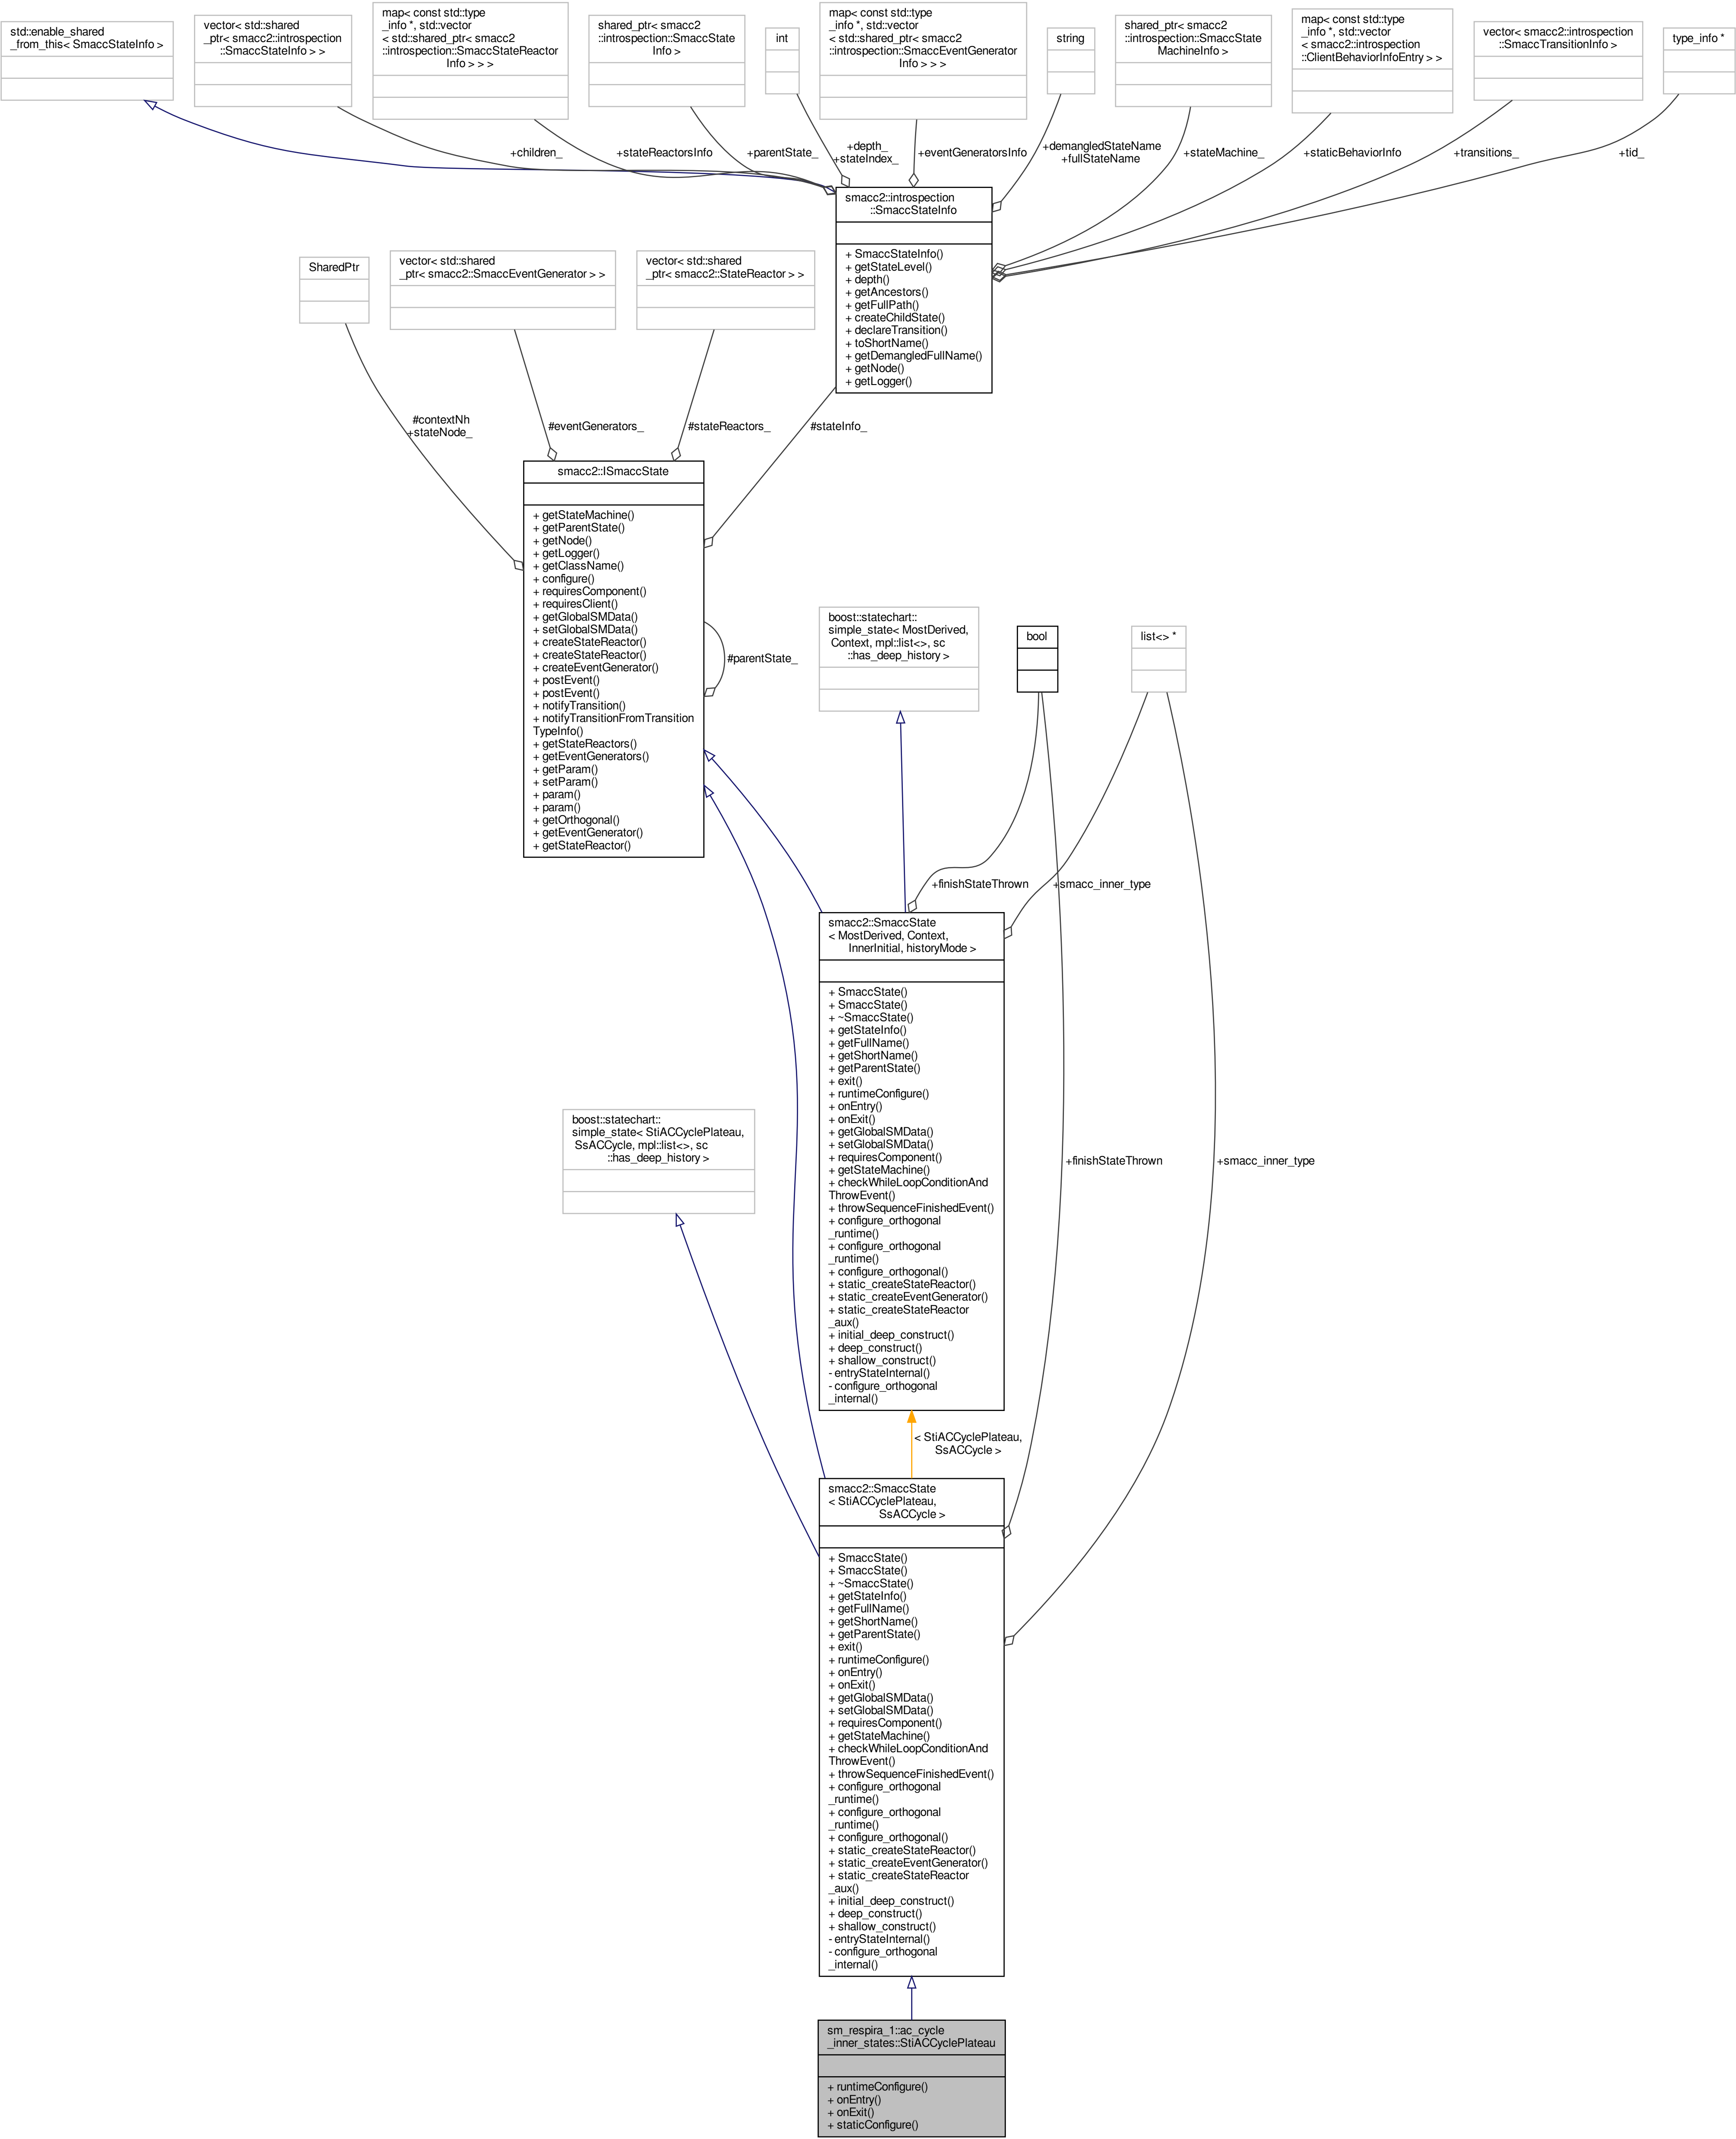 std::enable_shared
_from_this< SmaccStateInfo >
vector< std::shared
_ptr< smacc2::introspection
::SmaccStateInfo > >
map< const std::type
_info *, std::vector
< std::shared_ptr< smacc2
::introspection::SmaccStateReactor
Info > > >
shared_ptr< smacc2
::introspection::SmaccState
Info >
int
map< const std::type
_info *, std::vector
< std::shared_ptr< smacc2
::introspection::SmaccEventGenerator
Info > > >
string
shared_ptr< smacc2
::introspection::SmaccState
MachineInfo >
map< const std::type
_info *, std::vector
< smacc2::introspection
::ClientBehaviorInfoEntry > >
vector< smacc2::introspection
::SmaccTransitionInfo >
type_info *
+children_
+stateReactorsInfo
+parentState_
+depth_
+stateIndex_
+eventGeneratorsInfo
+demangledStateName
+fullStateName
+stateMachine_
+staticBehaviorInfo
+transitions_
+tid_
smacc2::introspection
::SmaccStateInfo
+ SmaccStateInfo()
+ getStateLevel()
+ depth()
+ getAncestors()
+ getFullPath()
+ createChildState()
+ declareTransition()
+ toShortName()
+ getDemangledFullName()
+ getNode()
+ getLogger()
SharedPtr
vector< std::shared
_ptr< smacc2::SmaccEventGenerator > >
vector< std::shared
_ptr< smacc2::StateReactor > >
#contextNh
+stateNode_
#eventGenerators_
#stateReactors_
#stateInfo_
smacc2::ISmaccState
+ getStateMachine()
+ getParentState()
+ getNode()
+ getLogger()
+ getClassName()
+ configure()
+ requiresComponent()
+ requiresClient()
+ getGlobalSMData()
+ setGlobalSMData()
+ createStateReactor()
+ createStateReactor()
+ createEventGenerator()
+ postEvent()
+ postEvent()
+ notifyTransition()
+ notifyTransitionFromTransition
TypeInfo()
+ getStateReactors()
+ getEventGenerators()
+ getParam()
+ setParam()
+ param()
+ param()
+ getOrthogonal()
+ getEventGenerator()
+ getStateReactor()
#parentState_
boost::statechart::
simple_state< MostDerived,
Context, mpl::list<>, sc
::has_deep_history >
bool
list<> *
+finishStateThrown
+smacc_inner_type
smacc2::SmaccState
< MostDerived, Context,
InnerInitial, historyMode >
+ SmaccState()
+ SmaccState()
+ ~SmaccState()
+ getStateInfo()
+ getFullName()
+ getShortName()
+ getParentState()
+ exit()
+ runtimeConfigure()
+ onEntry()
+ onExit()
+ getGlobalSMData()
+ setGlobalSMData()
+ requiresComponent()
+ getStateMachine()
+ checkWhileLoopConditionAnd
ThrowEvent()
+ throwSequenceFinishedEvent()
+ configure_orthogonal
_runtime()
+ configure_orthogonal
_runtime()
+ configure_orthogonal()
+ static_createStateReactor()
+ static_createEventGenerator()
+ static_createStateReactor
_aux()
+ initial_deep_construct()
+ deep_construct()
+ shallow_construct()
- entryStateInternal()
- configure_orthogonal
_internal()
boost::statechart::
simple_state< StiACCyclePlateau,
SsACCycle, mpl::list<>, sc
::has_deep_history >
+finishStateThrown
+smacc_inner_type
< StiACCyclePlateau,
SsACCycle >
smacc2::SmaccState
< StiACCyclePlateau,
SsACCycle >
+ SmaccState()
+ SmaccState()
+ ~SmaccState()
+ getStateInfo()
+ getFullName()
+ getShortName()
+ getParentState()
+ exit()
+ runtimeConfigure()
+ onEntry()
+ onExit()
+ getGlobalSMData()
+ setGlobalSMData()
+ requiresComponent()
+ getStateMachine()
+ checkWhileLoopConditionAnd
ThrowEvent()
+ throwSequenceFinishedEvent()
+ configure_orthogonal
_runtime()
+ configure_orthogonal
_runtime()
+ configure_orthogonal()
+ static_createStateReactor()
+ static_createEventGenerator()
+ static_createStateReactor
_aux()
+ initial_deep_construct()
+ deep_construct()
+ shallow_construct()
- entryStateInternal()
- configure_orthogonal
_internal()
sm_respira_1::ac_cycle
_inner_states::StiACCyclePlateau
+ runtimeConfigure()
+ onEntry()
+ onExit()
+ staticConfigure()